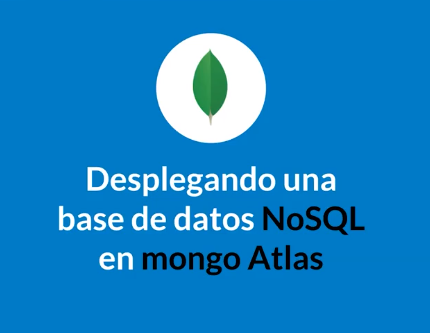 Desplegando una
base de datos NoSQL
en mongo Atlas